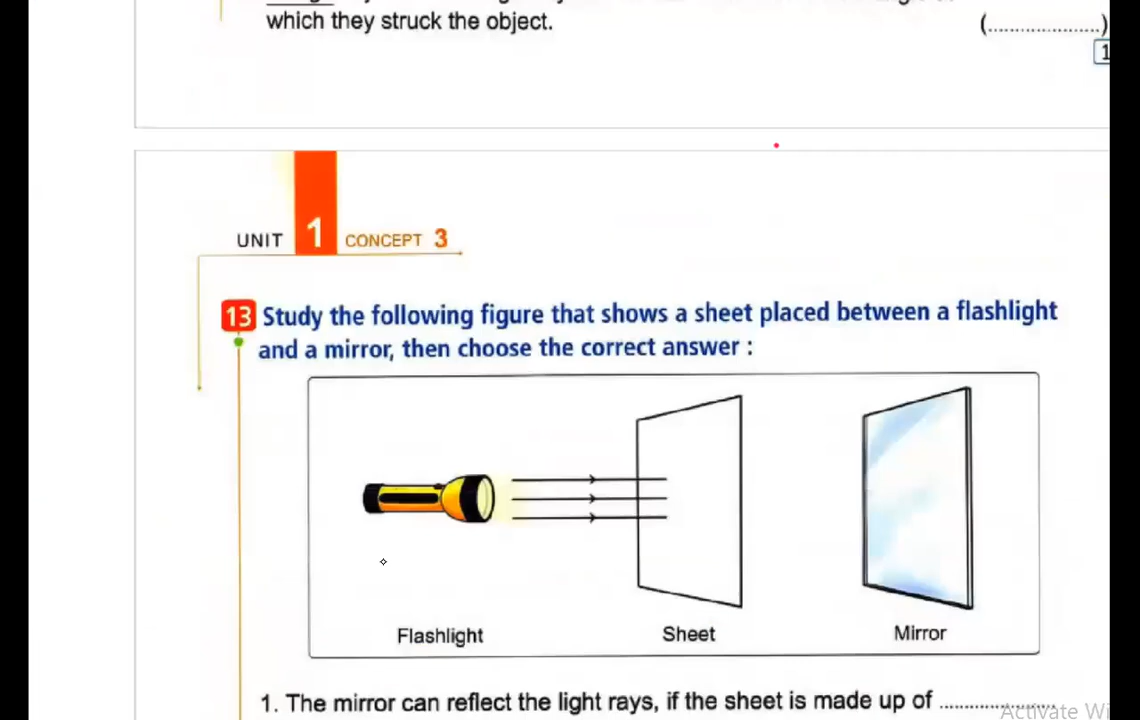 which they struck the object.
(......................)
1
UNIT 1 CONCEPT 3
13 Study the following figure that shows a sheet placed between a flashlight
and a mirror, then choose the correct answer :
Flashlight Sheet Mirror
1. The mirror can reflect the light rays, if the sheet is made up of ......................
Activate Wi